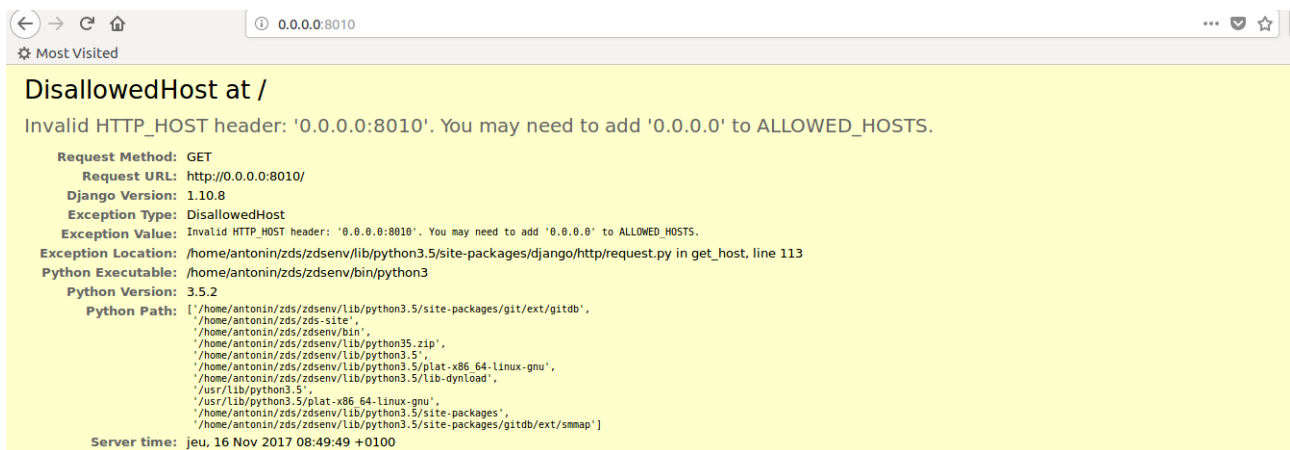 0.0.0.0:8010
Most Visited
DisallowedHost at /
Invalid HTTP_HOST header: '0.0.0.0:8010'. You may need to add '0.0.0.0' to ALLOWED_HOSTS.
Request Method: GET
Request URL: http://0.0.0.0:8010/
Django Version: 1.10.8
Exception Type: DisallowedHost
Exception Value: Invalid HTTP_HOST header: '0.0.0.0:8010'. You may need to add '0.0.0.0' to ALLOWED_HOSTS.
Exception Location: /home/antonin/zds/zdsenv/lib/python3.5/site-packages/django/http/request.py in get_host, line 113
Python Executable: /home/antonin/zds/zdsenv/bin/python3
Python Version: 3.5.2
Python Path: ['/home/antonin/zds/zdsenv/lib/python3.5/site-packages/git/ext/gitdb',
'/home/antonin/zds/zds-site',
'/home/antonin/zds/zdsenv/bin',
'/home/antonin/zds/zdsenv/lib/python35.zip',
'/home/antonin/zds/zdsenv/lib/python3.5',
'/home/antonin/zds/zdsenv/lib/python3.5/plat-x86_64-linux-gnu',
'/home/antonin/zds/zdsenv/lib/python3.5/lib-dynload',
'/usr/lib/python3.5',
'/usr/lib/python3.5/plat-x86_64-linux-gnu',
'/home/antonin/zds/zdsenv/lib/python3.5/site-packages',
'/home/antonin/zds/zdsenv/lib/python3.5/site-packages/gitdb/ext/smmap']
Server time: jeu, 16 Nov 2017 08:49:49 +0100